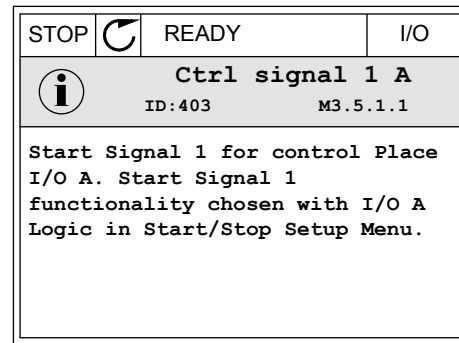 STOP READY I/O
Ctrl signal 1 A
ID:403 M3.5.1.1
Start Signal 1 for control Place
I/O A. Start Signal 1
functionality chosen with I/O A
Logic in Start/Stop Setup Menu.